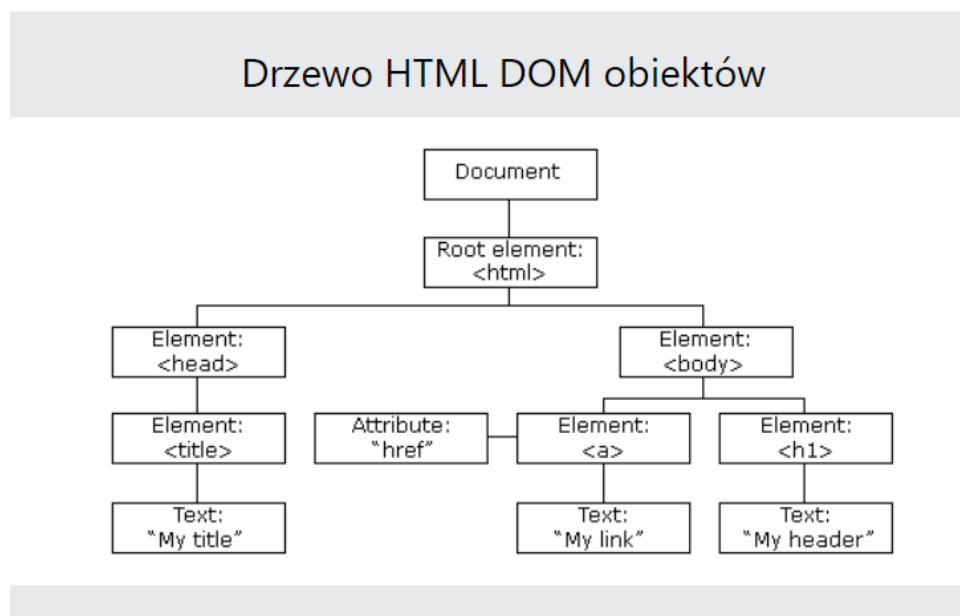 Drzewo HTML DOM obiektów
Document
Root element:
<html>
Element:
<head>
Element:
<body>
Element:
<title>
Attribute:
“href”
Element:
<a>
Element:
<h1>
Text:
“My title”
Text:
“My link”
Text:
“My header”